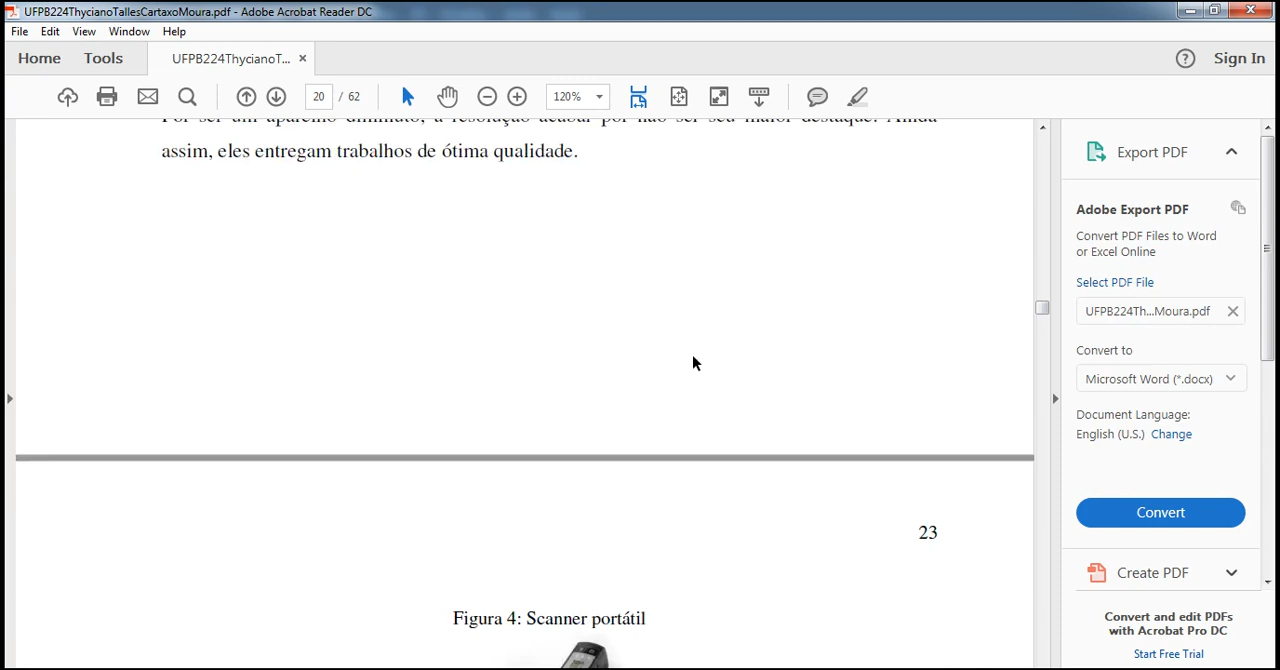 UFPB224ThycianoTallesCartaxoMoura.pdf - Adobe Acrobat Reader DC
File Edit View Window Help
Home Tools UFPB224ThycianoT... × ? Sign In
20 / 62 120%
Por ser um aparelho diminuto, a resolução acabar por não ser seu maior destaque. Ainda
assim, eles entregam trabalhos de ótima qualidade.
23
Figura 4: Scanner portátil
Export PDF
Adobe Export PDF
Convert PDF Files to Word
or Excel Online
Select PDF File
UFPB224Th...Moura.pdf
Convert to
Microsoft Word (*.docx)
Document Language:
English (U.S.) Change
Convert
Create PDF
Convert and edit PDFs
with Acrobat Pro DC
Start Free Trial